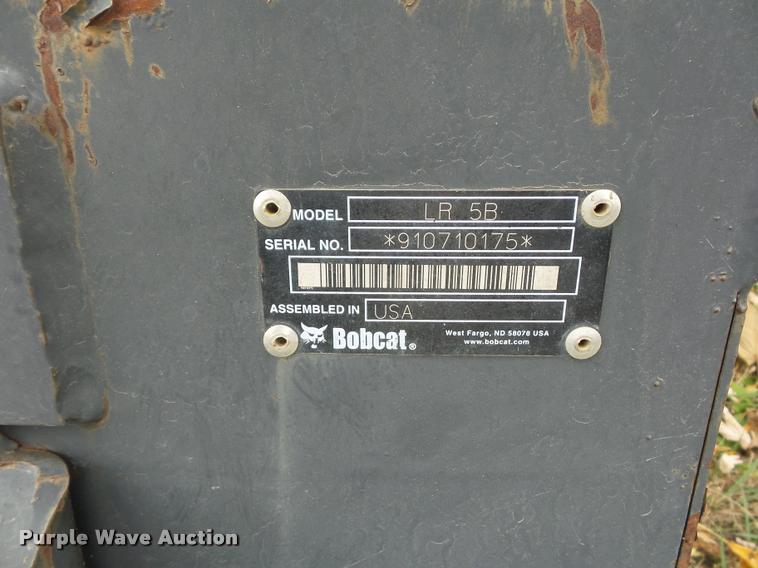 MODEL LR 5B
SERIAL NO. *910710175*
ASSEMBLED IN USA
Bobcat® West Fargo, ND 58078 USA
www.bobcat.com
Purple Wave Auction